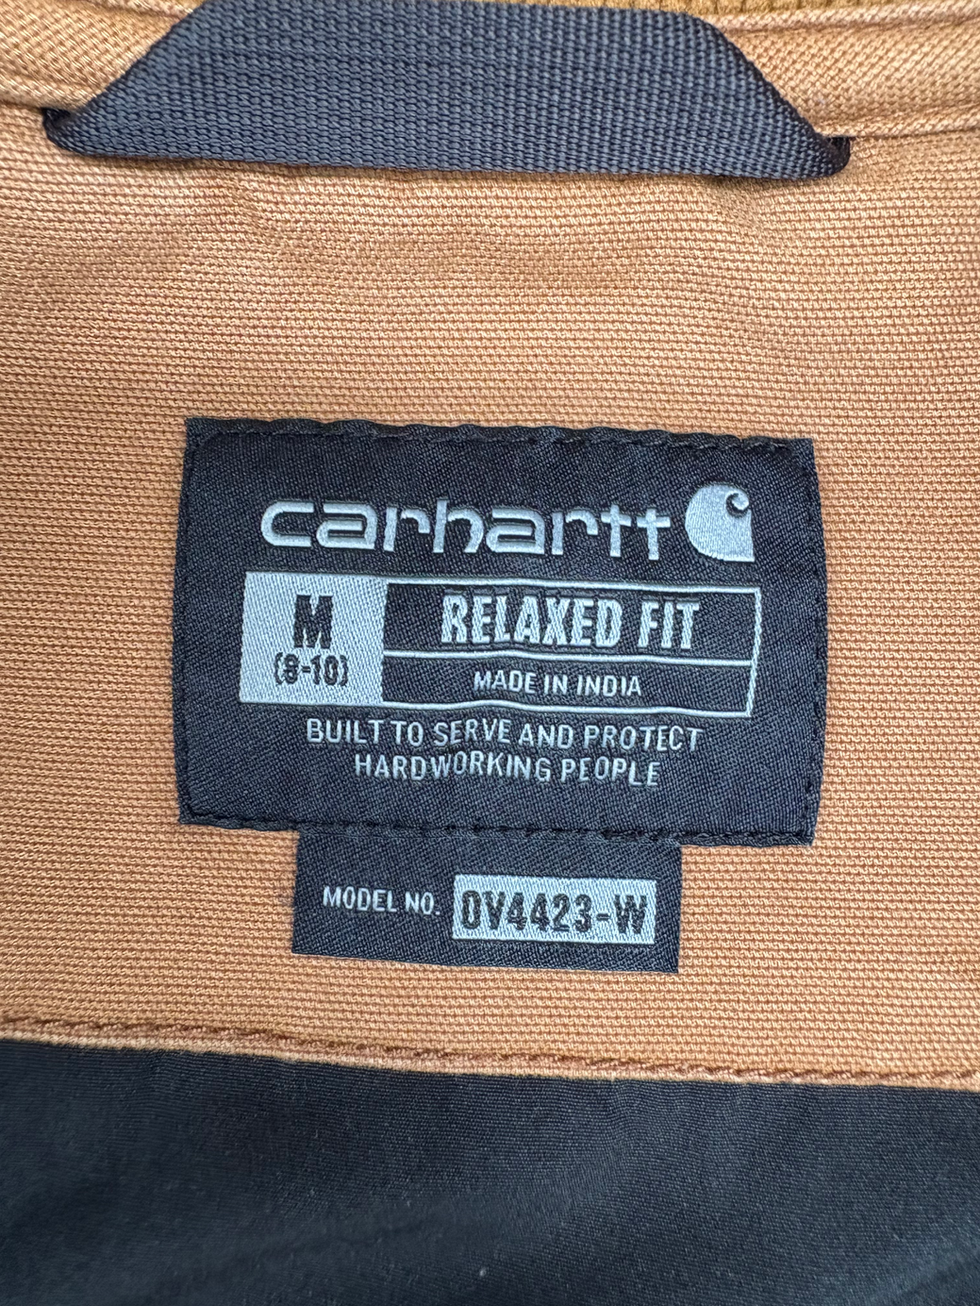 carhartt
M
(8-10)
RELAXED FIT
MADE IN INDIA
BUILT TO SERVE AND PROTECT
HARDWORKING PEOPLE
MODEL NO. OV4423-W